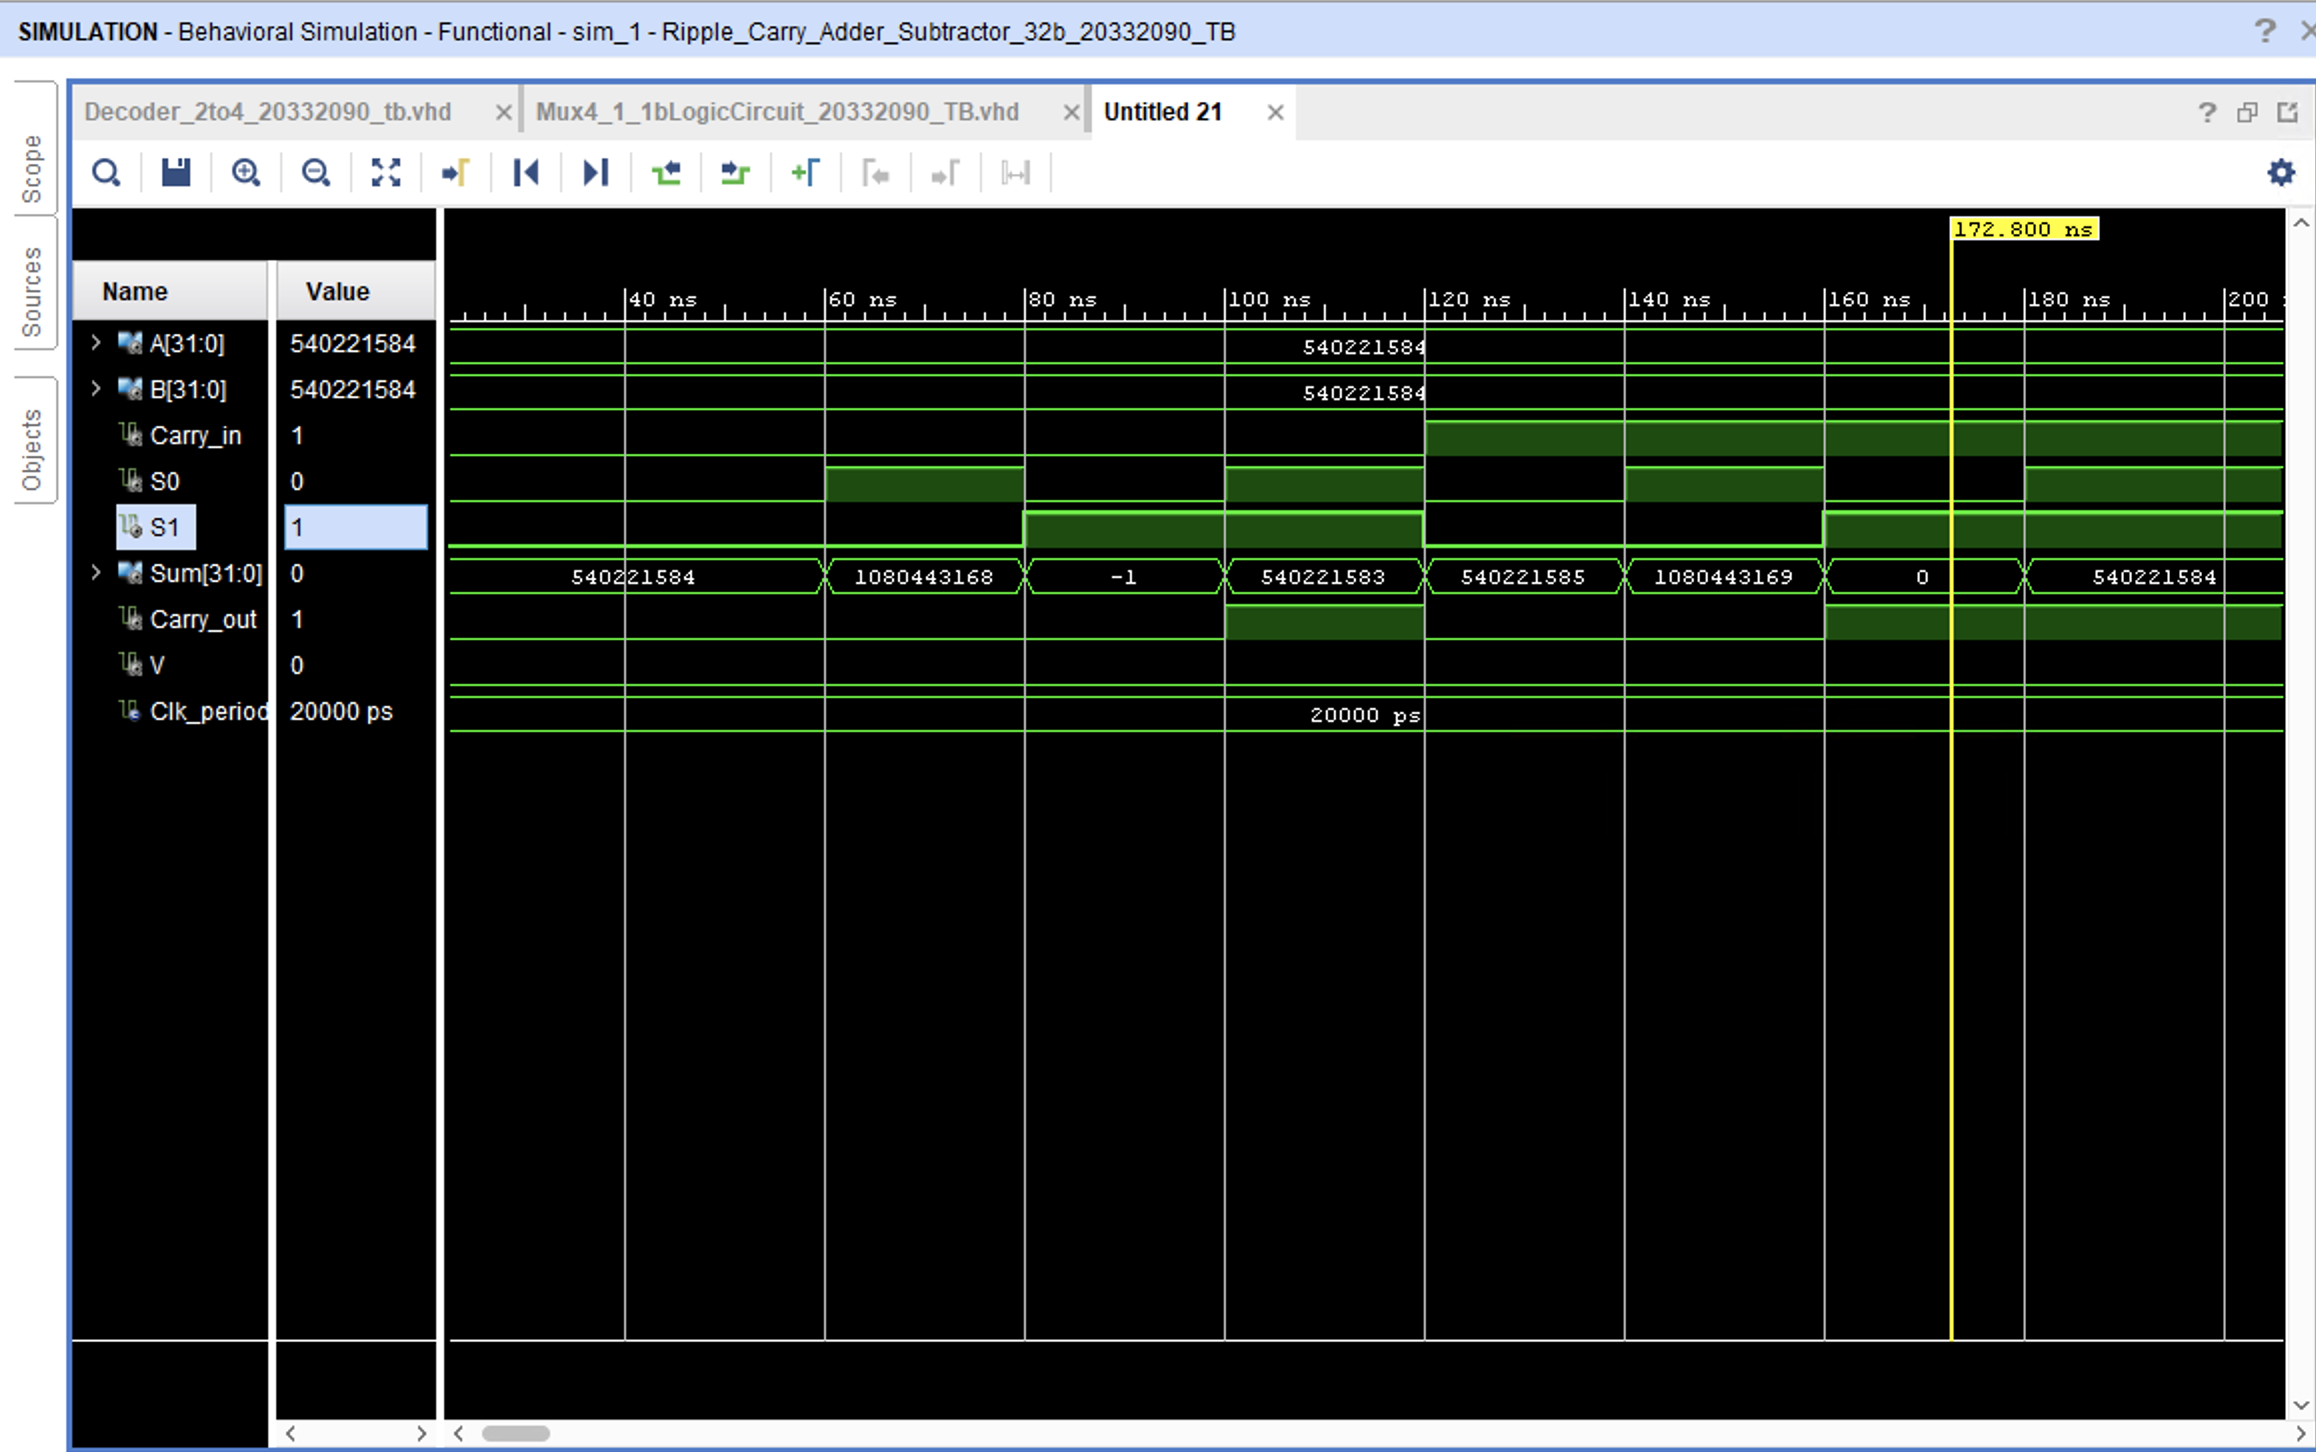 SIMULATION - Behavioral Simulation - Functional - sim_1 - Ripple_Carry_Adder_Subtractor_32b_20332090_TB
Scope
Sources
Objects
Decoder_2to4_20332090_tb.vhd
Mux4_1_1bLogicCircuit_20332090_TB.vhd
Untitled 21
172.800 ns
Name Value
40 ns 60 ns 80 ns 100 ns 120 ns 140 ns 160 ns 180 ns 200
A[31:0] 540221584 540221584
B[31:0] 540221584 540221584
Carry_in 1
S0 0
S1 1
Sum[31:0] 0 540221584 1080443168 -1 540221583 540221585 1080443169 0 540221584
Carry_out 1
V 0
Clk_period 20000 ps 20000 ps